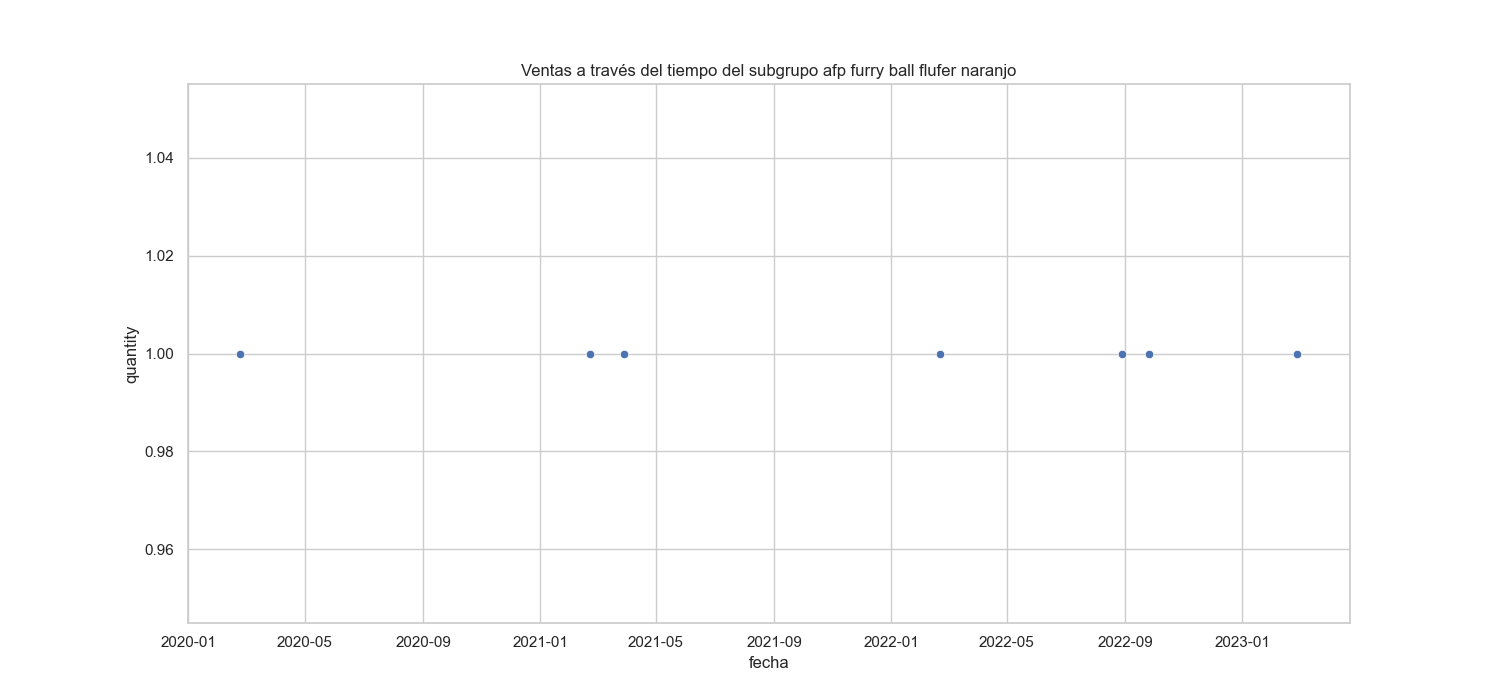 Ventas a través del tiempo del subgrupo afp furry ball flufer naranjo
1.04
1.02
1.00
0.98
0.96
quantity
2020-01 2020-05 2020-09 2021-01 2021-05 2021-09 2022-01 2022-05 2022-09 2023-01
fecha